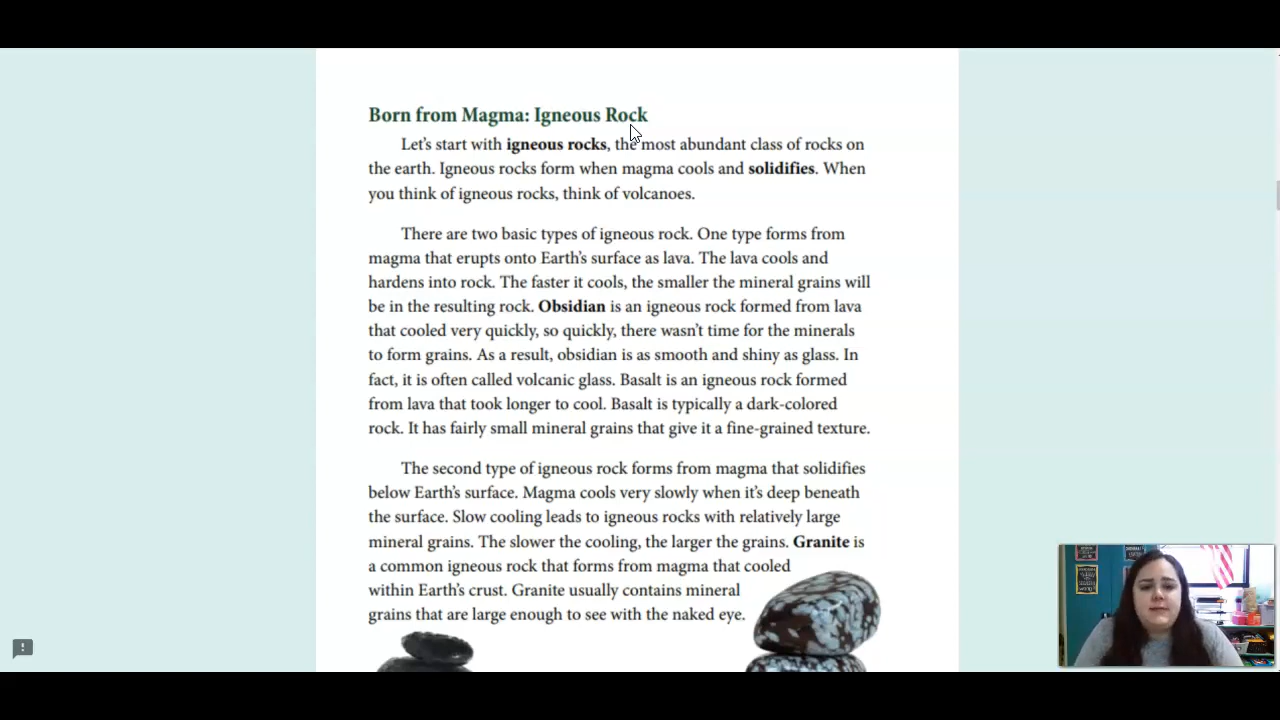 Born from Magma: Igneous Rock
Let's start with igneous rocks, the most abundant class of rocks on
the earth. Igneous rocks form when magma cools and solidifies. When
you think of igneous rocks, think of volcanoes.
There are two basic types of igneous rock. One type forms from
magma that erupts onto Earth's surface as lava. The lava cools and
hardens into rock. The faster it cools, the smaller the mineral grains will
be in the resulting rock. Obsidian is an igneous rock formed from lava
that cooled very quickly, so quickly, there wasn't time for the minerals
to form grains. As a result, obsidian is as smooth and shiny as glass. In
fact, it is often called volcanic glass. Basalt is an igneous rock formed
from lava that took longer to cool. Basalt is typically a dark-colored
rock. It has fairly small mineral grains that give it a fine-grained texture.
The second type of igneous rock forms from magma that solidifies
below Earth's surface. Magma cools very slowly when it's deep beneath
the surface. Slow cooling leads to igneous rocks with relatively large
mineral grains. The slower the cooling, the larger the grains. Granite is
a common igneous rock that forms from magma that cooled
within Earth's crust. Granite usually contains mineral
grains that are large enough to see with the naked eye.